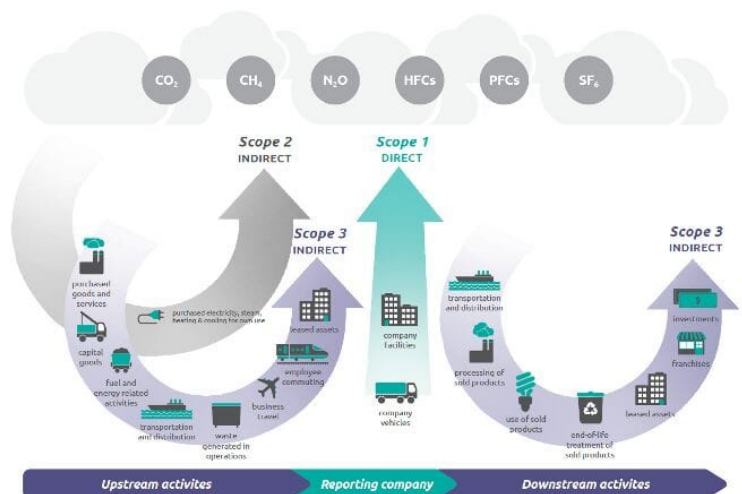 CO₂
CH₄
N₂O
HFCs
PFCs
SF₆
Scope 2
INDIRECT
Scope 1
DIRECT
Scope 3
INDIRECT
Scope 3
INDIRECT
purchased
goods and
services
capital
goods
fuel and
energy related
activities
transportation
and distribution
waste
generated in
operations
business
travel
employee
commuting
leased assets
purchased electricity, steam,
heating & cooling for own use
company
facilities
company
vehicles
transportation
and distribution
processing of
sold products
use of sold
products
end-of-life
treatment of
sold products
leased assets
franchises
investments
Upstream activites
Reporting company
Downstream activites